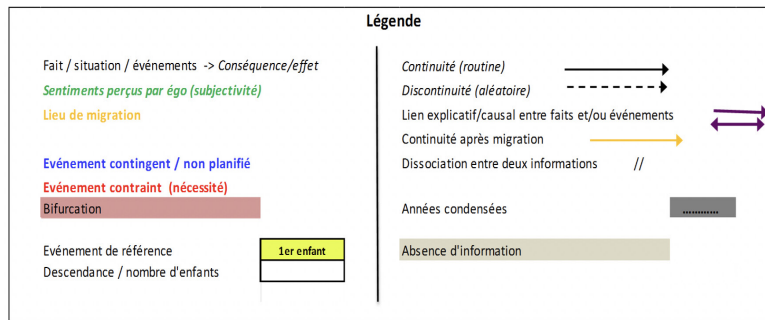 Légende
Fait / situation / événements -> Conséquence/effet
Sentiments perçus par égo (subjectivité)
Lieu de migration
Evénement contingent / non planifié
Evénement contraint (nécessité)
Bifurcation
Evénement de référence
1er enfant
Descendance / nombre d'enfants
Continuité (routine)
Discontinuité (aléatoire)
Lien explicatif/causal entre faits et/ou événements
Continuité après migration
Dissociation entre deux informations //
Années condensées ............
Absence d'information